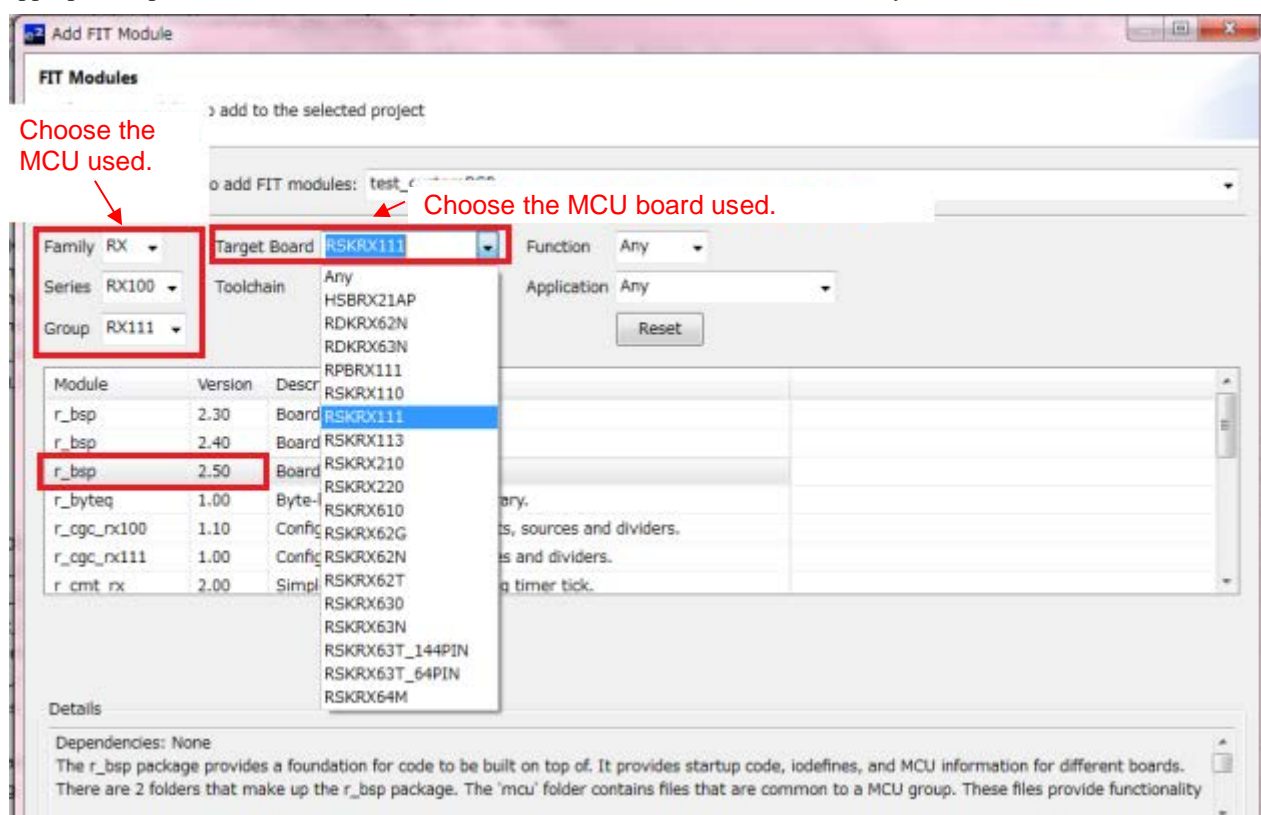 Add FIT Module
FIT Modules
o add to the selected project
Choose the
MCU used.
o add FIT modules: test_
Choose the MCU board used.
Family RX Target Board RSKRX111 Function Any
Series RX100 Toolchain Application Any
Group RX111 Reset
Any
HSBRX21AP
RDKRX62N
RDKRX63N
RPBRX111
RSKRX110
RSKRX111
RSKRX113
RSKRX210
RSKRX220
RSKRX610
RSKRX62G
RSKRX62N
RSKRX62T
RSKRX630
RSKRX63N
RSKRX63T_144PIN
RSKRX63T_64PIN
RSKRX64M
Module Version Descr
r_bsp 2.30 Board
r_bsp 2.40 Board
r_bsp 2.50 Board
r_byteq 1.00 Byte-l ary.
r_cgc_rx100 1.10 Config ts, sources and dividers.
r_cgc_rx111 1.00 Config es and dividers.
r_cmt_rx 2.00 Simpl g timer tick.
Details
Dependencies: None
The r_bsp package provides a foundation for code to be built on top of. It provides startup code, iodefines, and MCU information for different boards.
There are 2 folders that make up the r_bsp package. The 'mcu' folder contains files that are common to a MCU group. These files provide functionality